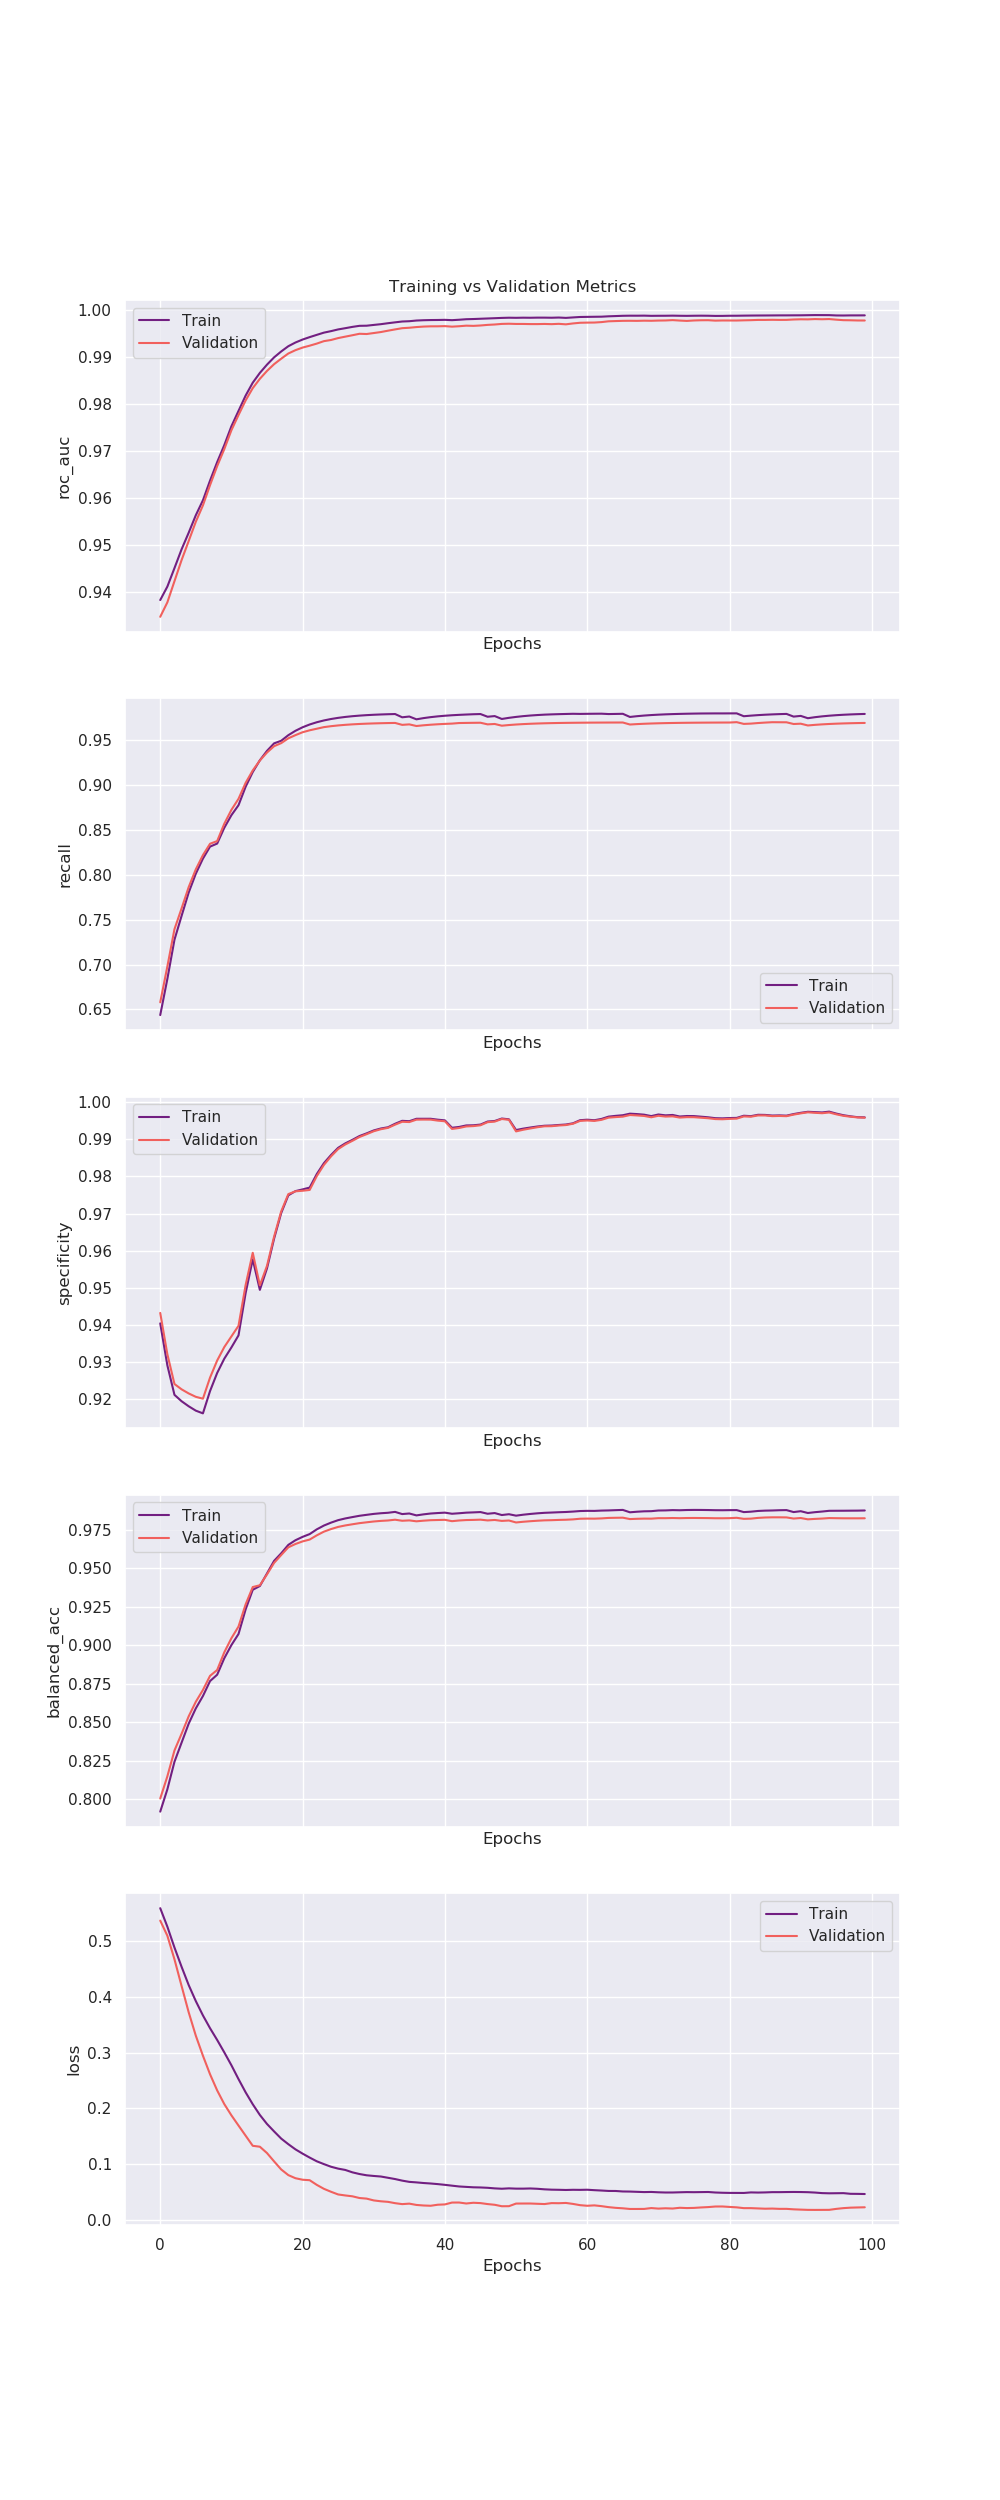 Training vs Validation Metrics
1.00
0.99
0.98
0.97
0.96
0.95
0.94
roc_auc
Train
Validation
Epochs
0.95
0.90
0.85
0.80
0.75
0.70
0.65
recall
Train
Validation
Epochs
1.00
0.99
0.98
0.97
0.96
0.95
0.94
0.93
0.92
specificity
Train
Validation
Epochs
0.975
0.950
0.925
0.900
0.875
0.850
0.825
0.800
balanced_acc
Train
Validation
Epochs
0.5
0.4
0.3
0.2
0.1
0.0
loss
Train
Validation
0 20 40 60 80 100
Epochs